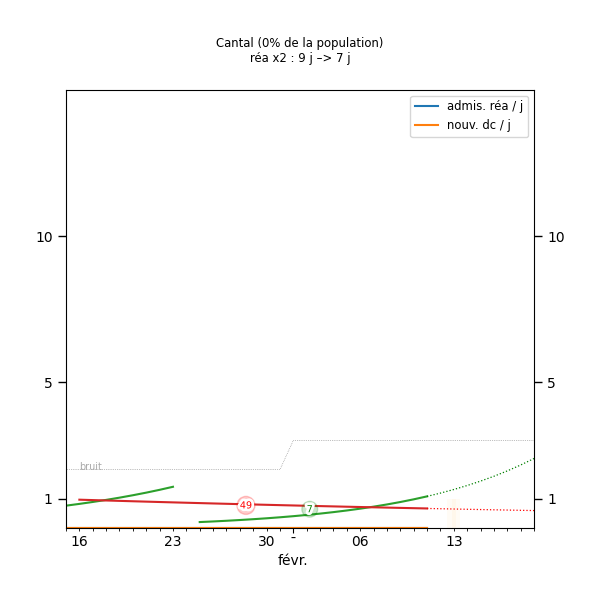 Cantal (0% de la population)
réa x2 : 9 j –> 7 j
admis. réa / j
nouv. dc / j
10
10
5
5
bruit
1
1
49
7
16
23
30
-
06
13
févr.